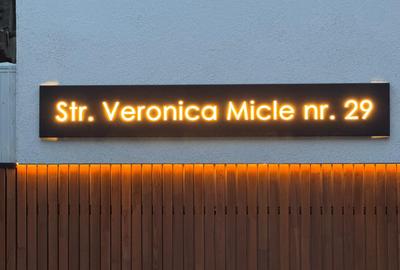 Str. Veronica Micle nr. 29